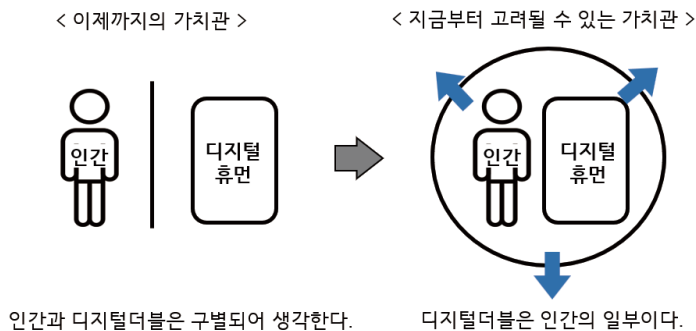 < 이제까지의 가치관 >
인간
디지털
휴먼
인간과 디지털더블은 구별되어 생각한다.
< 지금부터 고려될 수 있는 가치관 >
인간
디지털
휴먼
디지털더블은 인간의 일부이다.